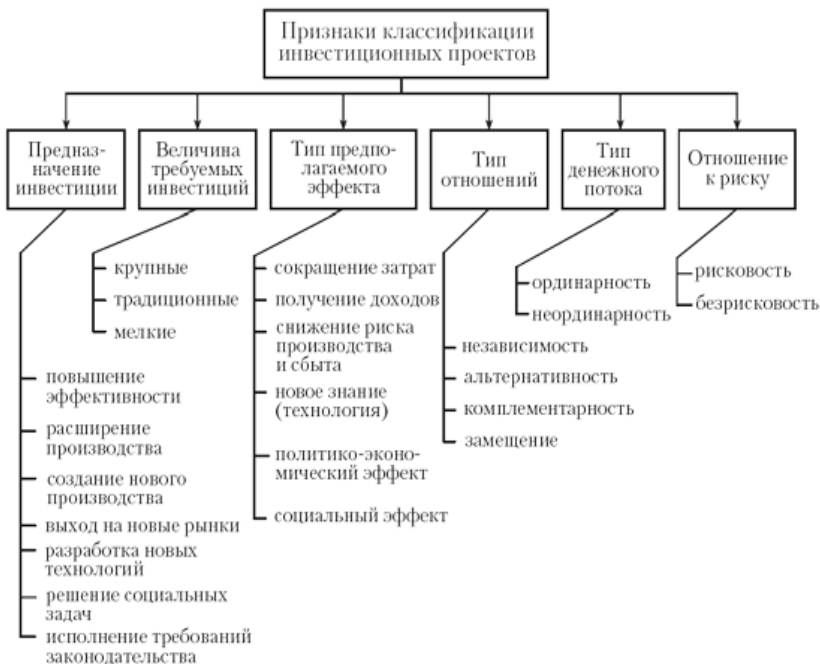 Признаки классификации
инвестиционных проектов
Предназ-
начение
инвестиции
Величина
требуемых
инвестиций
Тип предпо-
лагаемого
эффекта
Тип
отношений
Тип
денежного
потока
Отношение
к риску
повышение
эффективности
расширение
производства
создание нового
производства
выход на новые рынки
разработка новых
технологий
решение социальных
задач
исполнение требований
законодательства
крупные
традиционные
мелкие
сокращение затрат
получение доходов
снижение риска
производства
и сбыта
новое знание
(технология)
политико-эконо-
мический эффект
социальный эффект
независимость
альтернативность
комплементарность
замещение
ординарность
неординарность
рисковость
безрисковость